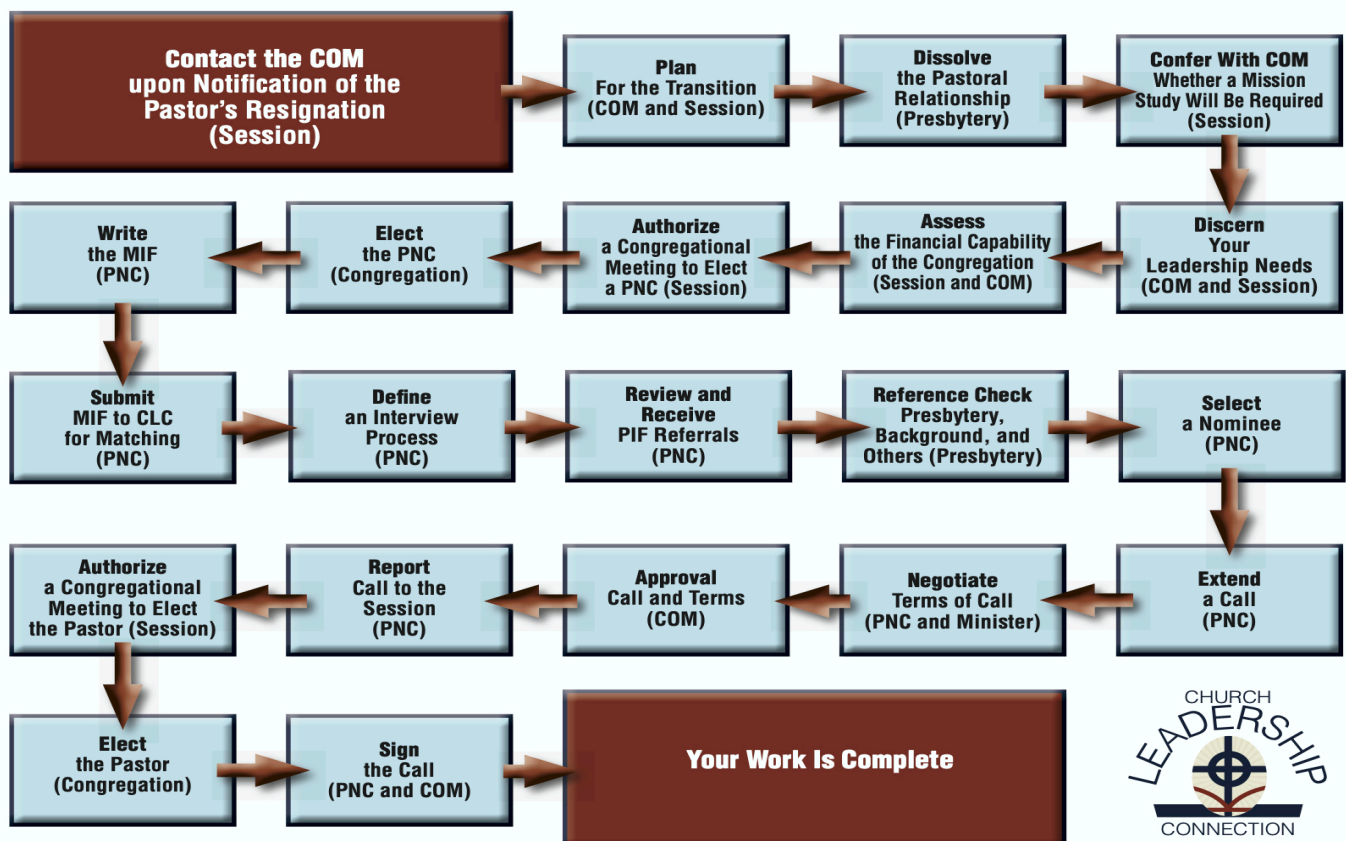 Contact the COM
upon Notification of the
Pastor's Resignation
(Session)
Plan
For the Transition
(COM and Session)
Dissolve
the Pastoral
Relationship
(Presbytery)
Confer With COM
Whether a Mission
Study Will Be Required
(Session)
Discern
Your
Leadership Needs
(COM and Session)
Assess
the Financial Capability
of the Congregation
(Session and COM)
Authorize
a Congregational
Meeting to Elect
a PNC (Session)
Elect
the PNC
(Congregation)
Write
the MIF
(PNC)
Submit
MIF to CLC
for Matching
(PNC)
Define
an Interview
Process
(PNC)
Review and
Receive
PIF Referrals
(PNC)
Reference Check
Presbytery,
Background, and
Others (Presbytery)
Select
a Nominee
(PNC)
Extend
a Call
(PNC)
Negotiate
Terms of Call
(PNC and Minister)
Approval
Call and Terms
(COM)
Report
Call to the
Session
(PNC)
Authorize
a Congregational
Meeting to Elect
the Pastor (Session)
Elect
the Pastor
(Congregation)
Sign
the Call
(PNC and COM)
Your Work Is Complete
CHURCH
LEADERSHIP
CONNECTION